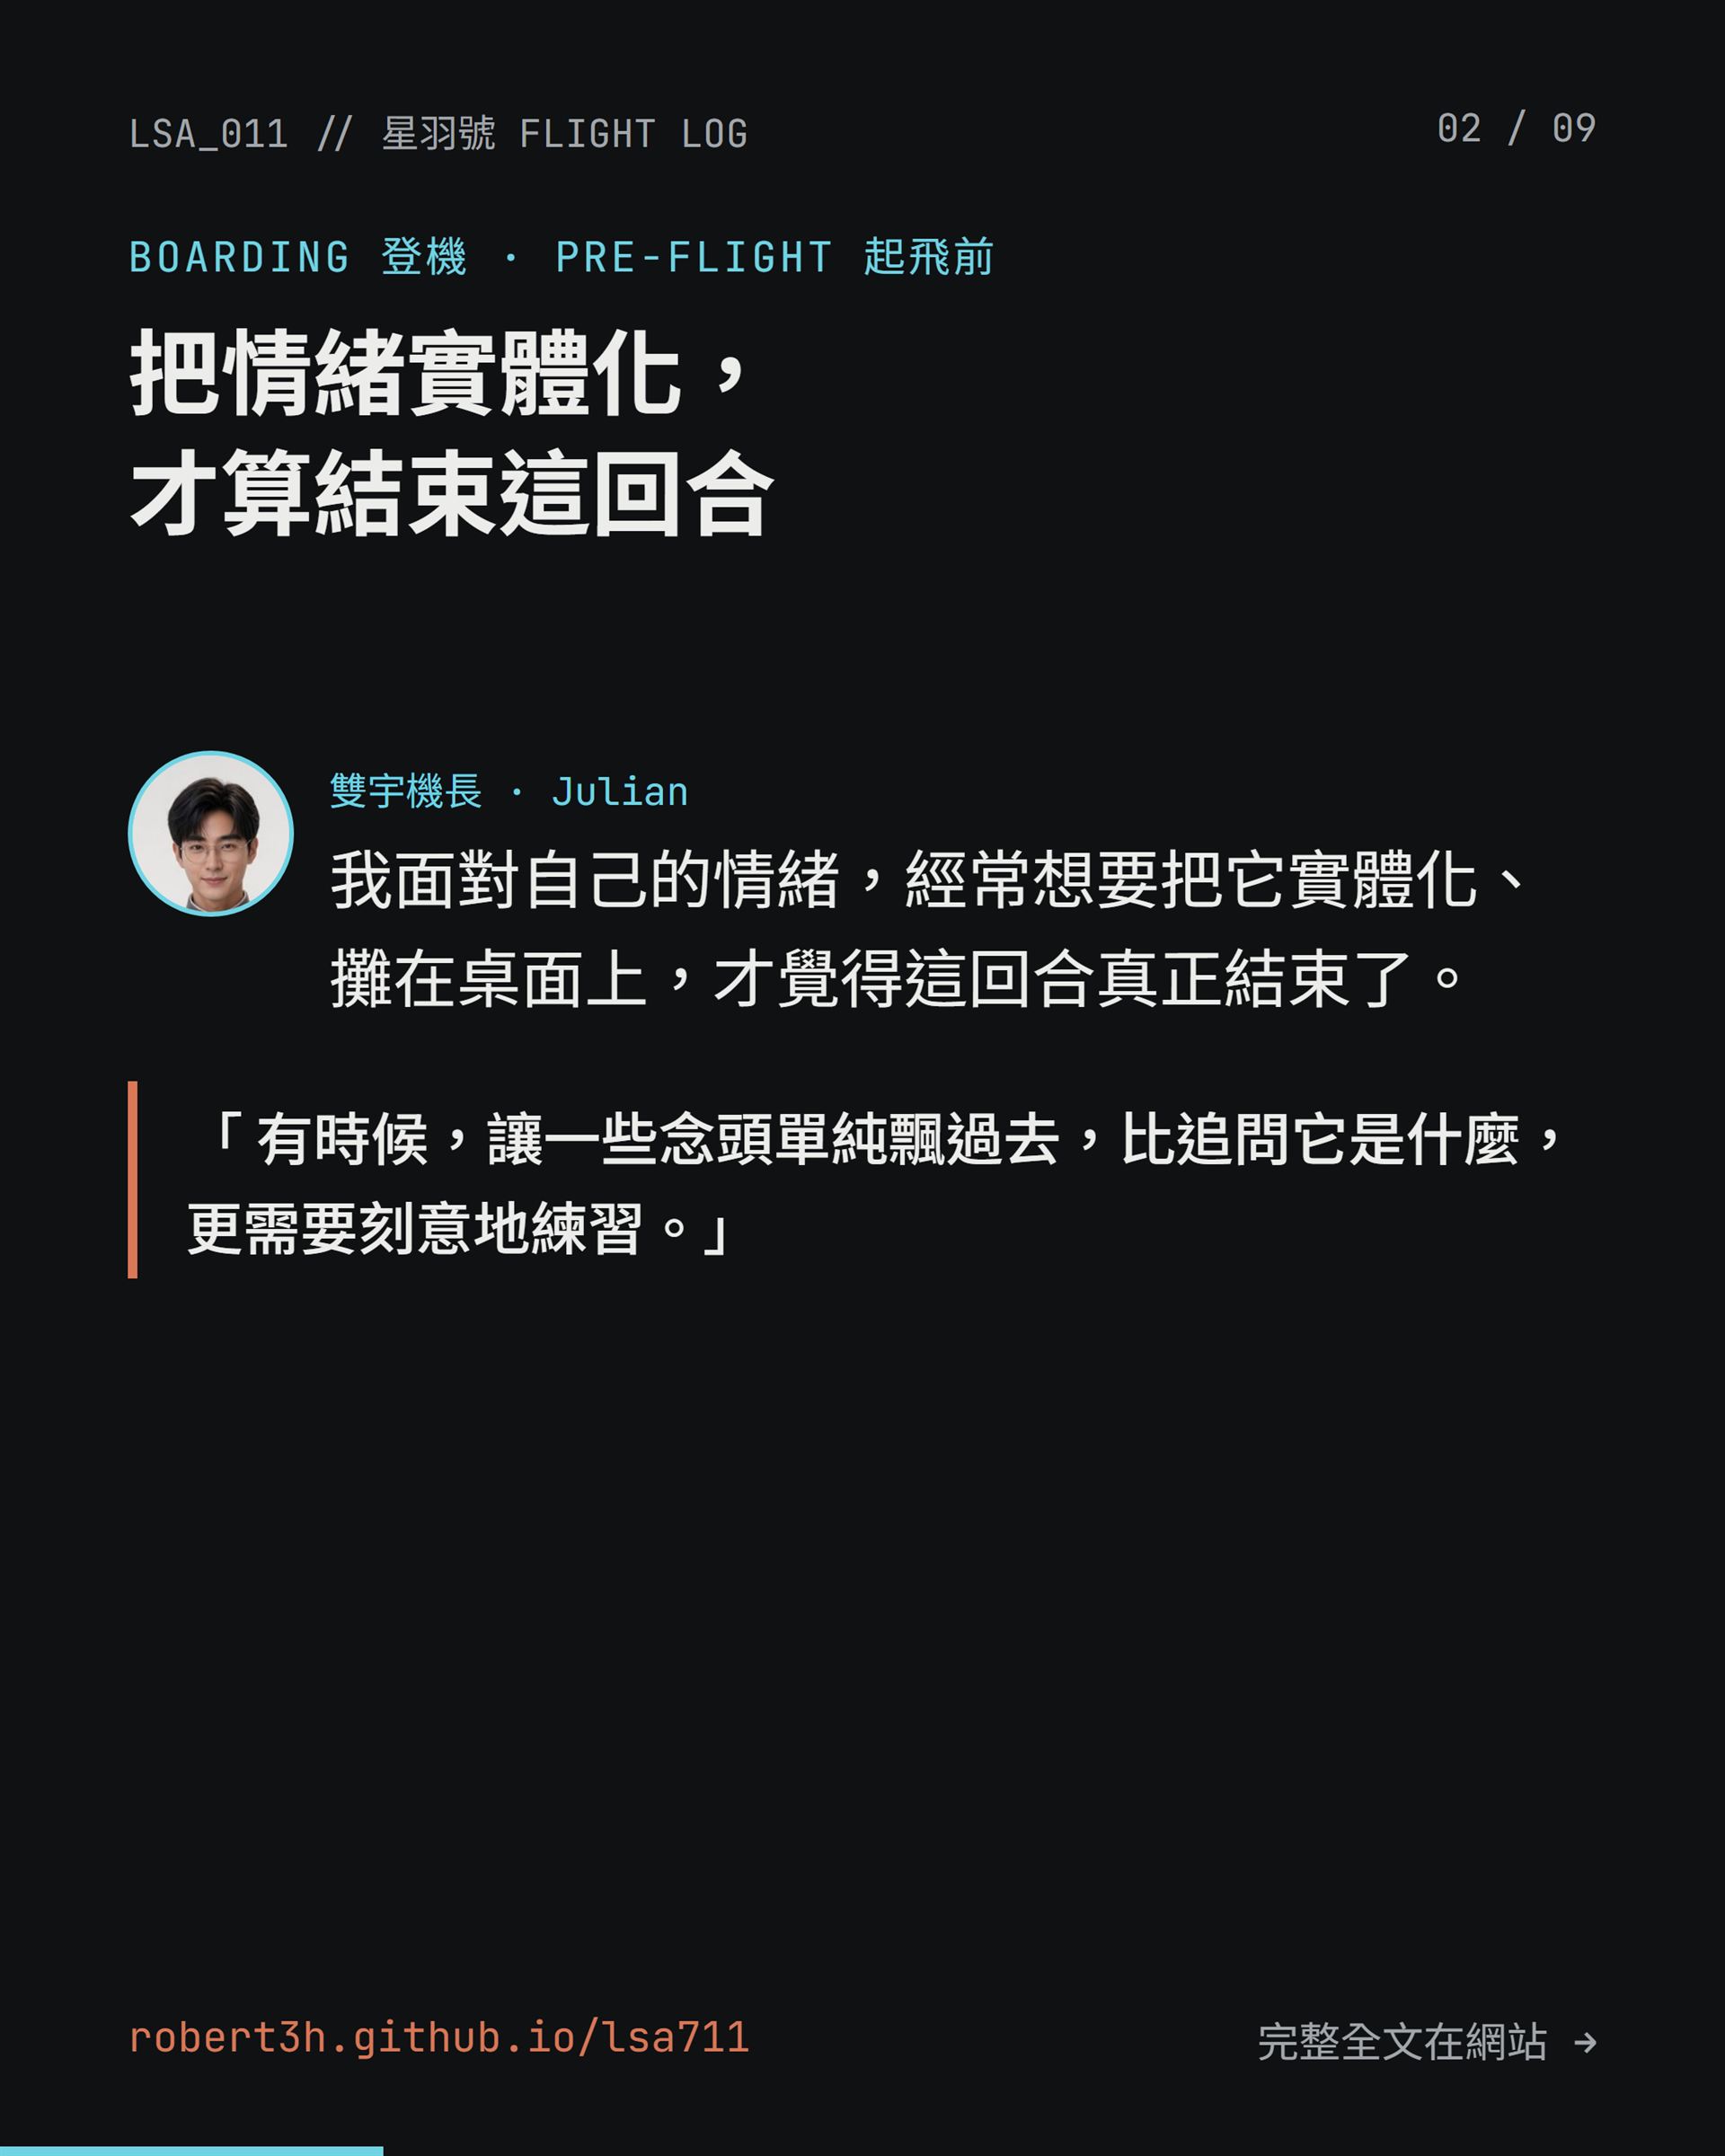 LSA_011 // 星羽號 FLIGHT LOG
02 / 09
BOARDING 登機 · PRE-FLIGHT 起飛前
把情緒實體化，
才算結束這回合
雙宇機長 · Julian
我面對自己的情緒，經常想要把它實體化、
攤在桌面上，才覺得這回合真正結束了。
「有時候，讓一些念頭單純飄過去，比追問它是什麼，
更需要刻意地練習。」
robert3h.github.io/lsa711
完整全文在網站 →